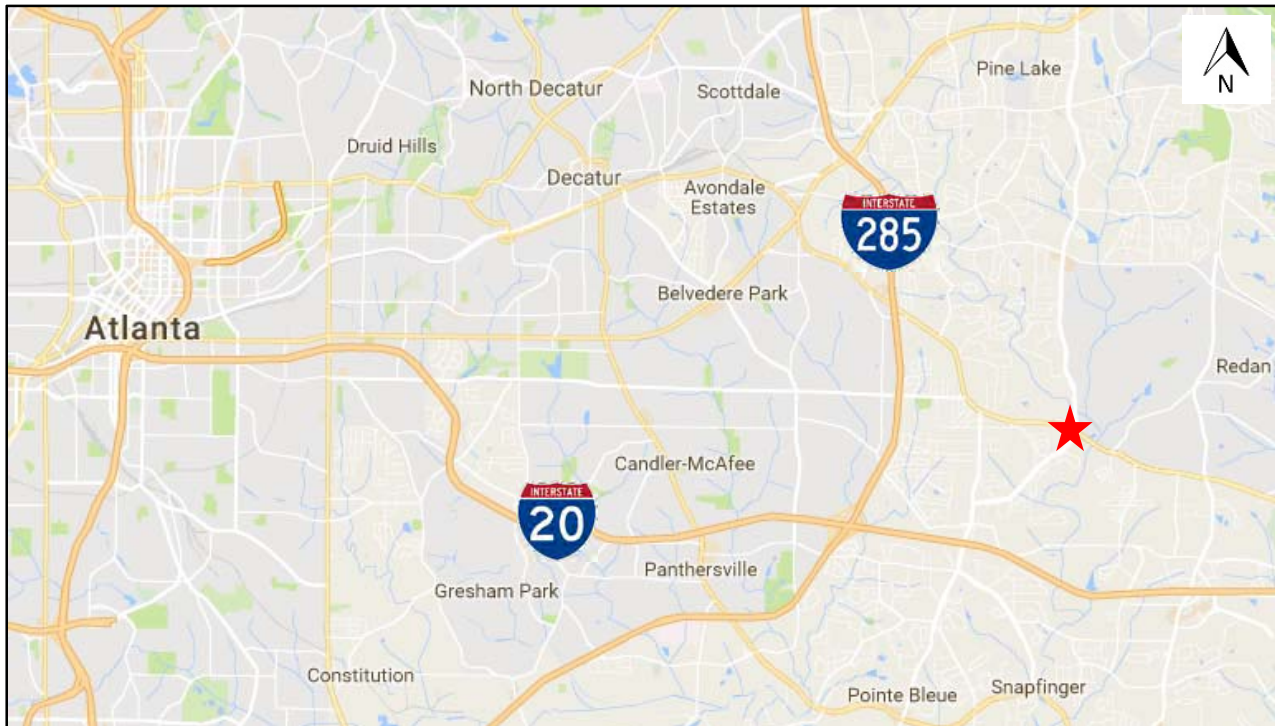 N
Pine Lake
North Decatur
Scottdale
Druid Hills
Decatur
Avondale
Estates
INTERSTATE
285
Belvedere Park
Atlanta
Redan
Candler-McAfee
INTERSTATE
20
Panthersville
Gresham Park
Constitution
Pointe Bleue
Snapfinger